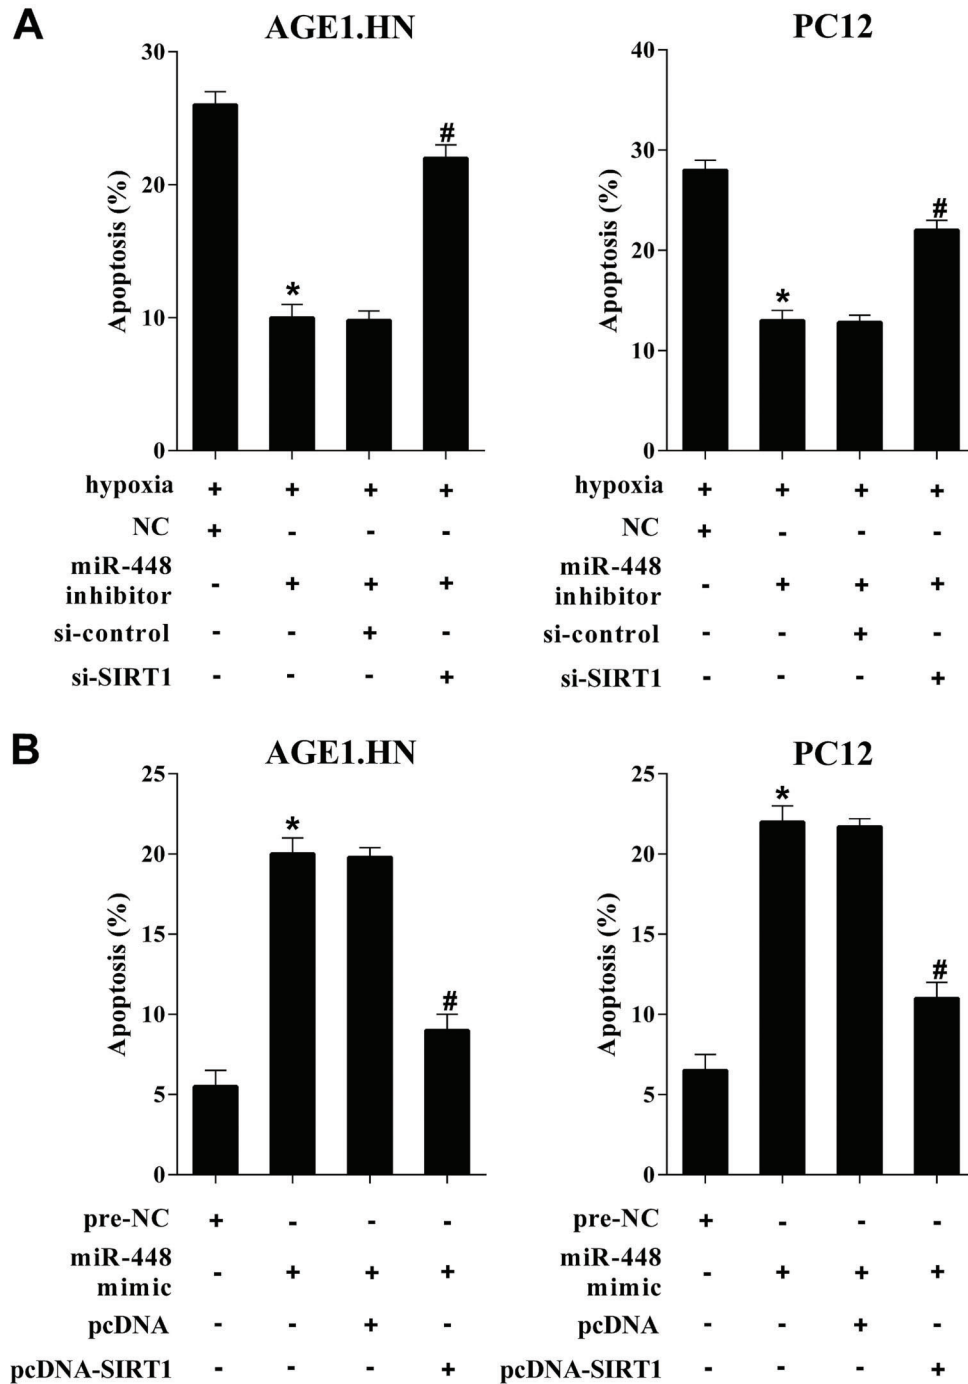 A
AGE1.HN
PC12
Apoptosis (%)
30
20
10
0
*
#
hypoxia + + + +
NC + - - -
miR-448
inhibitor - + + +
si-control - - + -
si-SIRT1 - - - +
Apoptosis (%)
40
30
20
10
0
*
#
hypoxia + + + +
NC + - - -
miR-448
inhibitor - + + +
si-control - - + -
si-SIRT1 - - - +
B
AGE1.HN
PC12
Apoptosis (%)
25
20
15
10
5
0
*
#
pre-NC + - - -
miR-448
mimic - + + +
pcDNA - - + -
pcDNA-SIRT1 - - - +
Apoptosis (%)
25
20
15
10
5
0
*
#
pre-NC + - - -
miR-448
mimic - + + +
pcDNA - - + -
pcDNA-SIRT1 - - - +